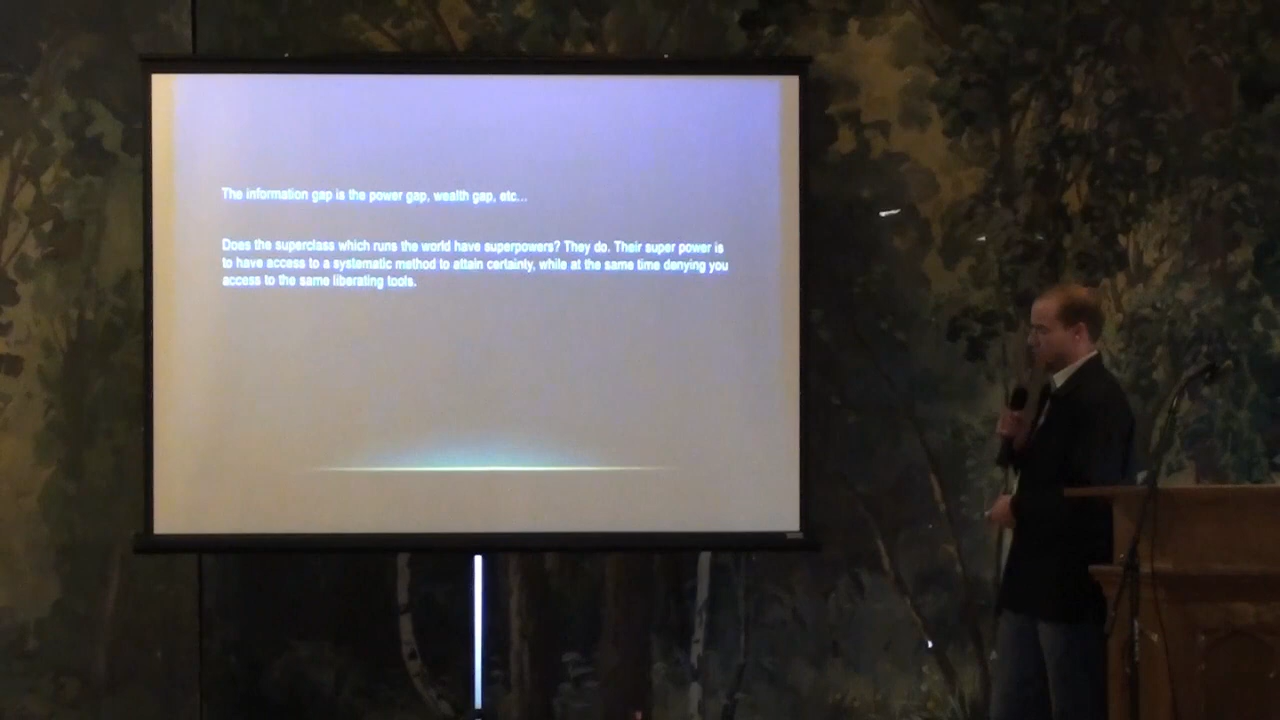 The information gap is the power gap, wealth gap, etc...
Does the superclass which runs the world have superpowers? They do. Their super power is
to have access to a systematic method to attain certainty, while at the same time denying you
access to the same liberating tools.